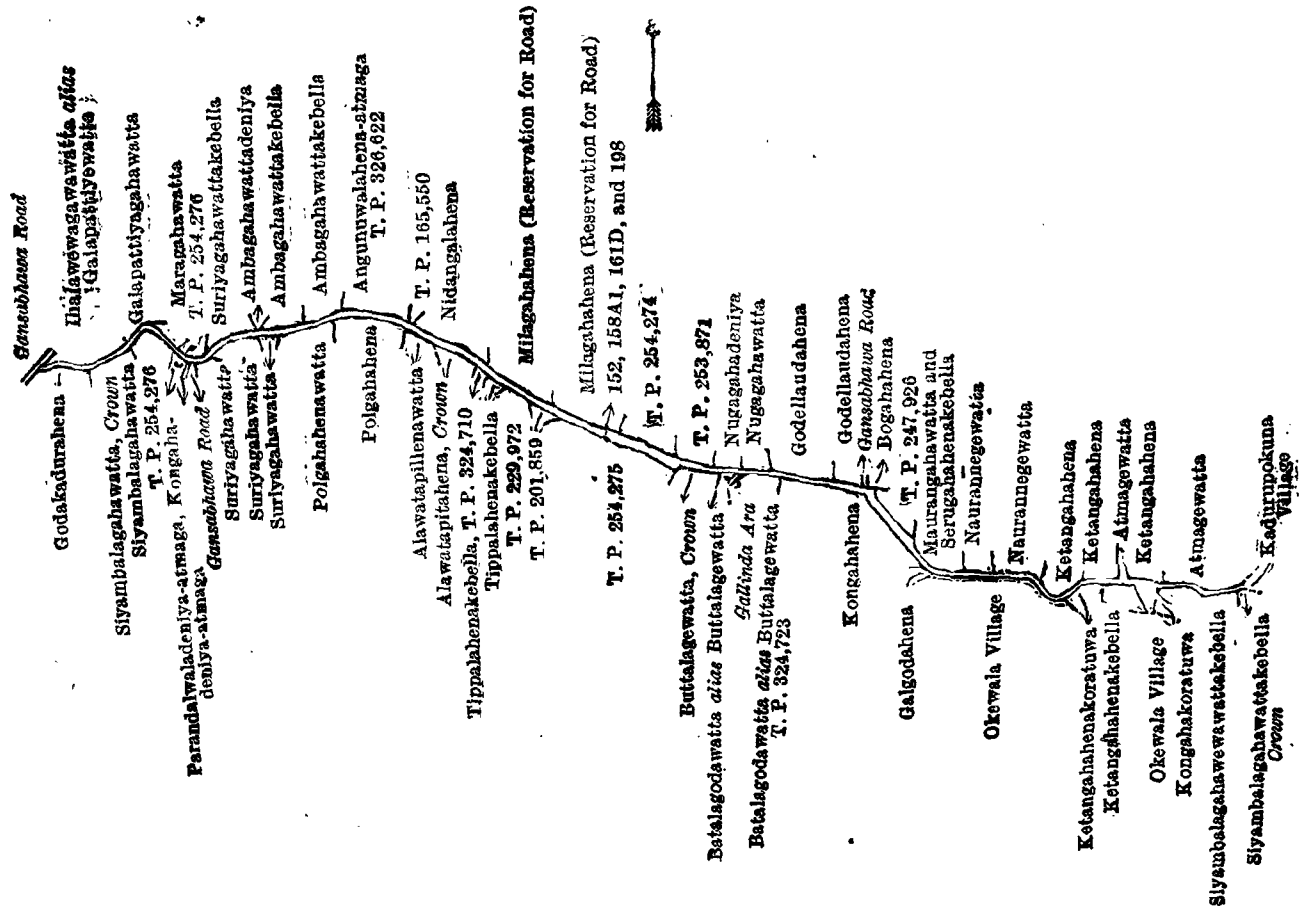 Gansabhawa Road
Ihalawewagawawatta alias
Galapattiyewatta
Galapattiyagahawatta
Maragahawatta
T. P. 254,276
Suriyagahawattakebella
Ambagahawattadeniya
Ambagahawattakebella
Ambagahawattakebella
Angunuwalahena-atmaga
T. P. 326,622
T. P. 165,550
Nidangalahena
Milagahahena (Reservation for Road)
Milagahahena (Reservation for Road)
152, 158A1, 161D, and 198
T. P. 254,274
T. P. 253,871
Nugagahadeniya
Nugagahawatta
Godellaudahena
Godellaudahena
Gansabhawa Road
Bogahahena
T. P. 247,926
Maurangahawatta and
Serugahahenakebella
Naurannegewatta
Naurannegewatta
Ketangahahena
Ketangahahena
Atmagewatta
Ketangahahena
Atmagewatta
Kadurupokuna
Village
Godakadurahena
Siyambalagahawatta, Crown
Siyambalagahawatta
T. P. 254,276
Parandalwaladeniya-atmaga, Kongaha-
deniya-atmaga
Gansabhawa Road
Suriyagahawatta
Suriyagahawatta
Suriyagahawatta
Polgahahenawatta
Polgahahena
Alawatapillenawatta
Alawatapitahena, Crown
Tippalahenakebella, T. P. 324,710
Tippalahenakebella
T. P. 229,972
T. P. 201,859
T. P. 254,275
Buttalagewatta, Crown
Batalagodawatta alias Buttalagewatta
Gallinda Ara
Batalagodawatta alias Buttalagewatta
T. P. 324,723
Kongahahena
Galgodahena
Okewala Village
Ketangahahenakoratuwa
Ketangahahenakebella
Okewala Village
Kongahakoratuwa
Siyambalagahawewawattakebella
Siyambalagahawattakebella
Crown